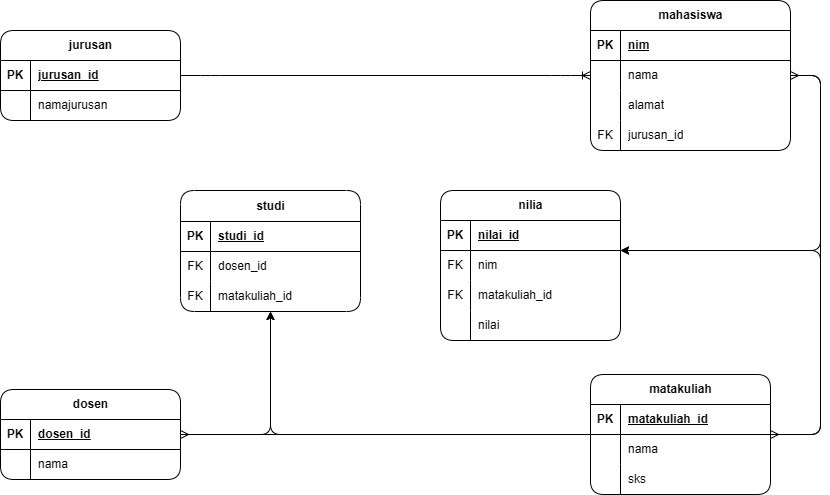 jurusan
PK jurusan_id
namajurusan
mahasiswa
PK nim
nama
alamat
FK jurusan_id
studi
PK studi_id
FK dosen_id
FK matakuliah_id
nilia
PK nilai_id
FK nim
FK matakuliah_id
nilai
dosen
PK dosen_id
nama
matakuliah
PK matakuliah_id
nama
sks